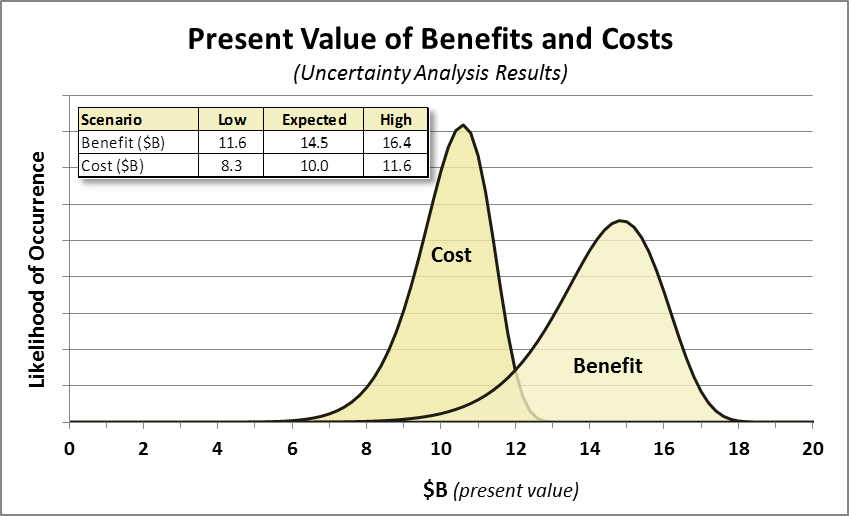 Present Value of Benefits and Costs
(Uncertainty Analysis Results)
Scenario Low Expected High
Benefit ($B) 11.6 14.5 16.4
Cost ($B) 8.3 10.0 11.6
Likelihood of Occurrence
Cost
Benefit
0 2 4 6 8 10 12 14 16 18 20
$B (present value)